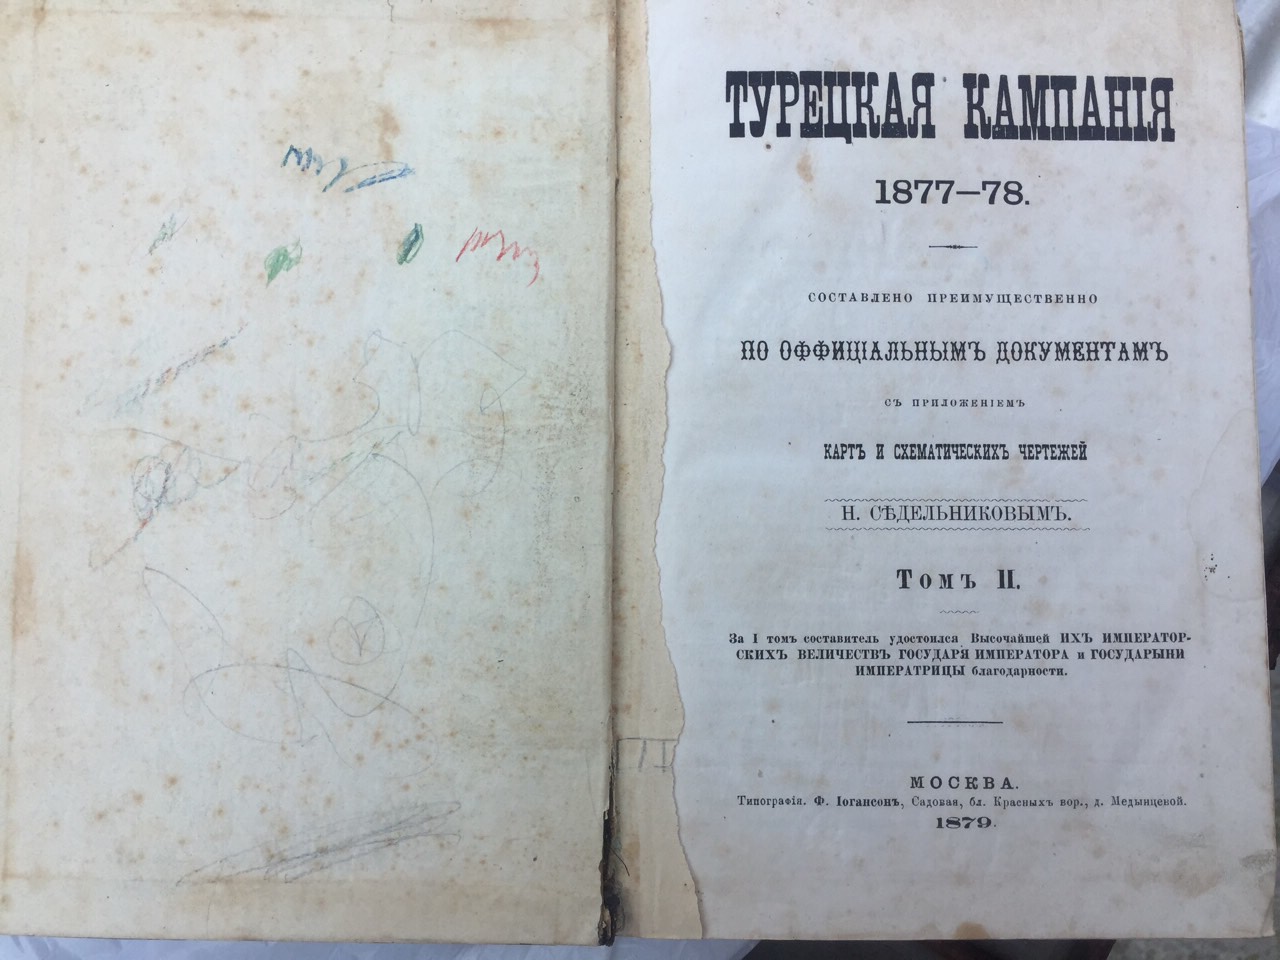 ТУРЕЦКАЯ КАМПАНІЯ
1877—78.
СОСТАВЛЕНО ПРЕИМУЩЕСТВЕННО
ПО ОФФИЦІАЛЬНЫМЪ ДОКУМЕНТАМЪ
СЪ ПРИЛОЖЕНІЕМЪ
КАРТЪ И СХЕМАТИЧЕСКИХЪ ЧЕРТЕЖЕЙ
Н. СѢДЕЛЬНИКОВЫМЪ.
Томъ II.
За I томъ составитель удостоился Высочайшей ИХЪ ИМПЕРАТОР-
СКИХЪ ВЕЛИЧЕСТВЪ ГОСУДАРЯ ИМПЕРАТОРА и ГОСУДАРЫНИ
ИМПЕРАТРИЦЫ благодарности.
МОСКВА.
Типографія. Ф. Іогансонъ, Садовая, бл. Красныхъ вор., д. Медынцевой.
1879.